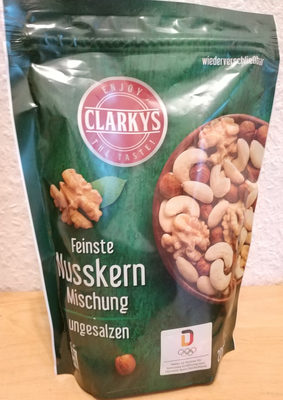 wiederverschließbar
ENJOY
CLARKYS
THE TASTE!
Feinste
Nusskern
Mischung
ungesalzen
D